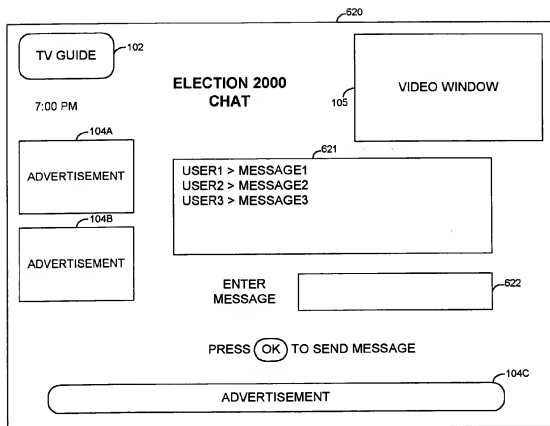 620
TV GUIDE
102
7:00 PM
ELECTION 2000
CHAT
105
VIDEO WINDOW
104A
ADVERTISEMENT
104B
ADVERTISEMENT
621
USER1 > MESSAGE1
USER2 > MESSAGE2
USER3 > MESSAGE3
ENTER
MESSAGE
622
PRESS OK TO SEND MESSAGE
104C
ADVERTISEMENT